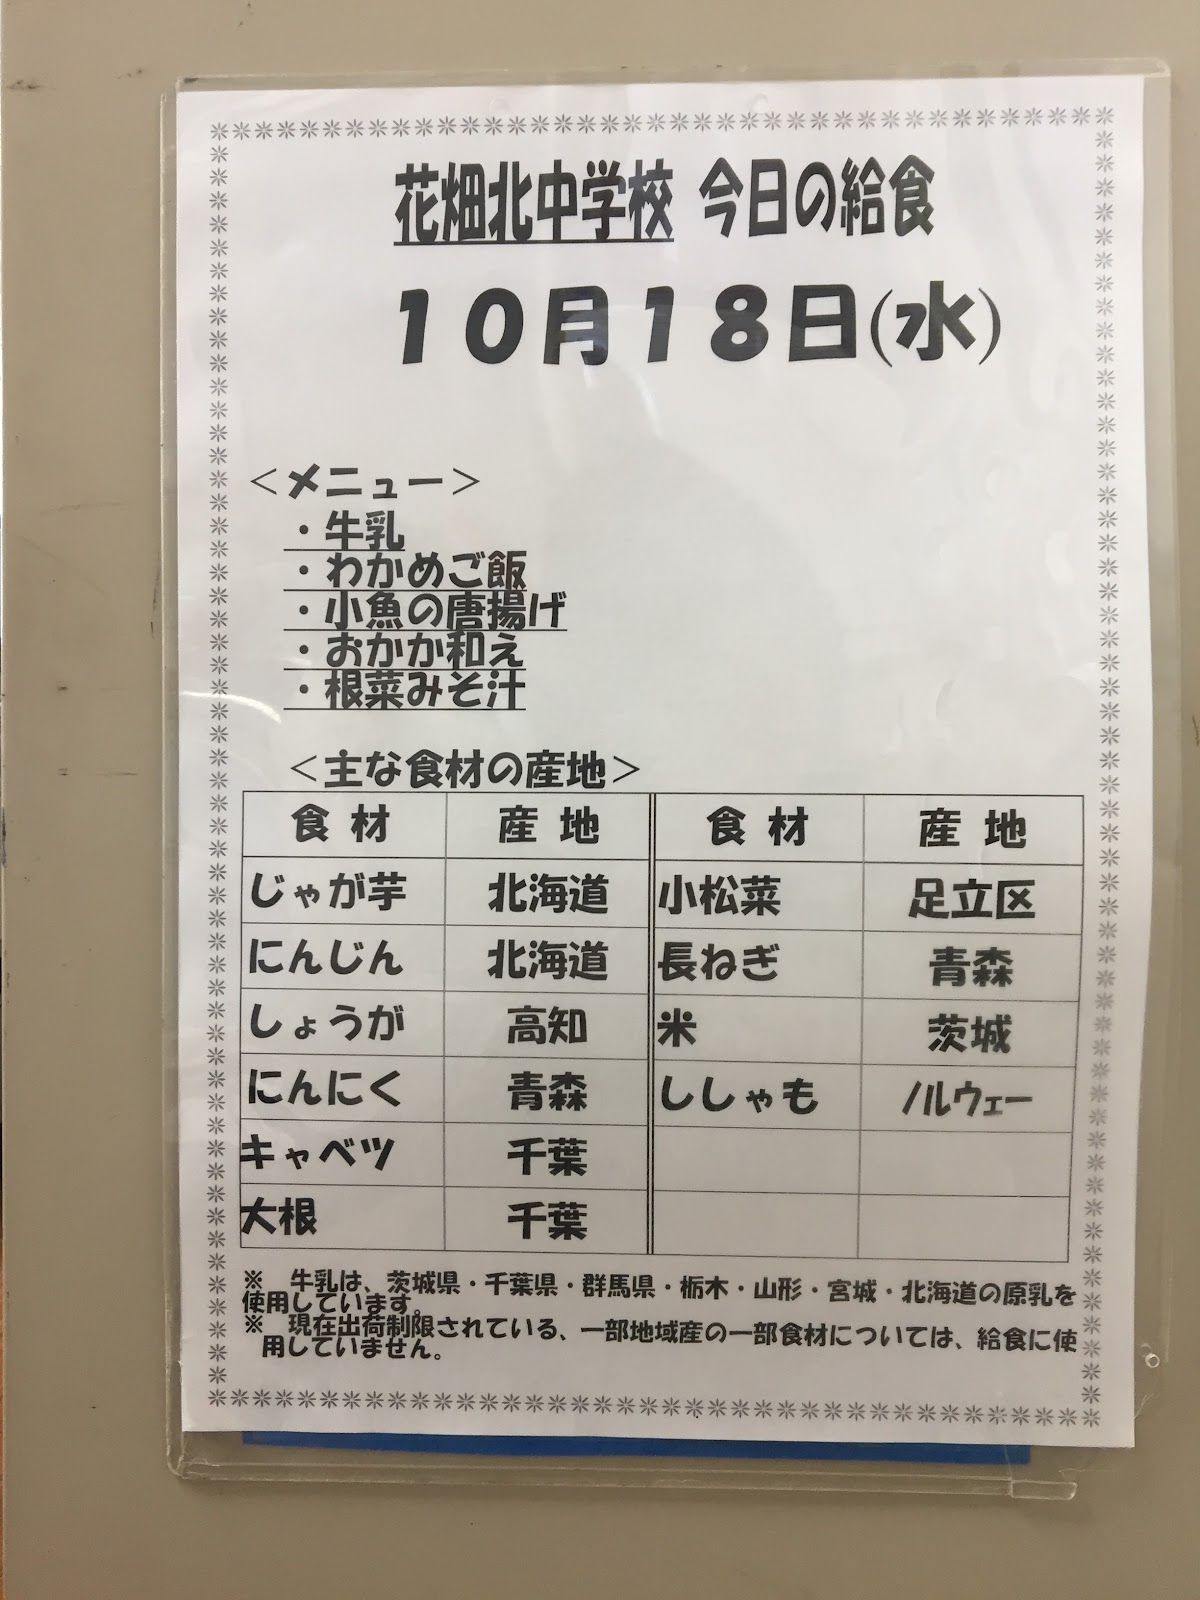 花畑北中学校 今日の給食
10月18日(水)
＜メニュー＞
・牛乳
・わかめご飯
・小魚の唐揚げ
・おかか和え
・根菜みそ汁
＜主な食材の産地＞
食材 産地 食材 産地
じゃが芋 北海道 小松菜 足立区
にんじん 北海道 長ねぎ 青森
しょうが 高知 米 茨城
にんにく 青森 ししゃも ノルウェー
キャベツ 千葉
大根 千葉
※　牛乳は、茨城県・千葉県・群馬県・栃木・山形・宮城・北海道の原乳を
使用しています。
※　現在出荷制限されている、一部地域産の一部食材については、給食に使
用していません。